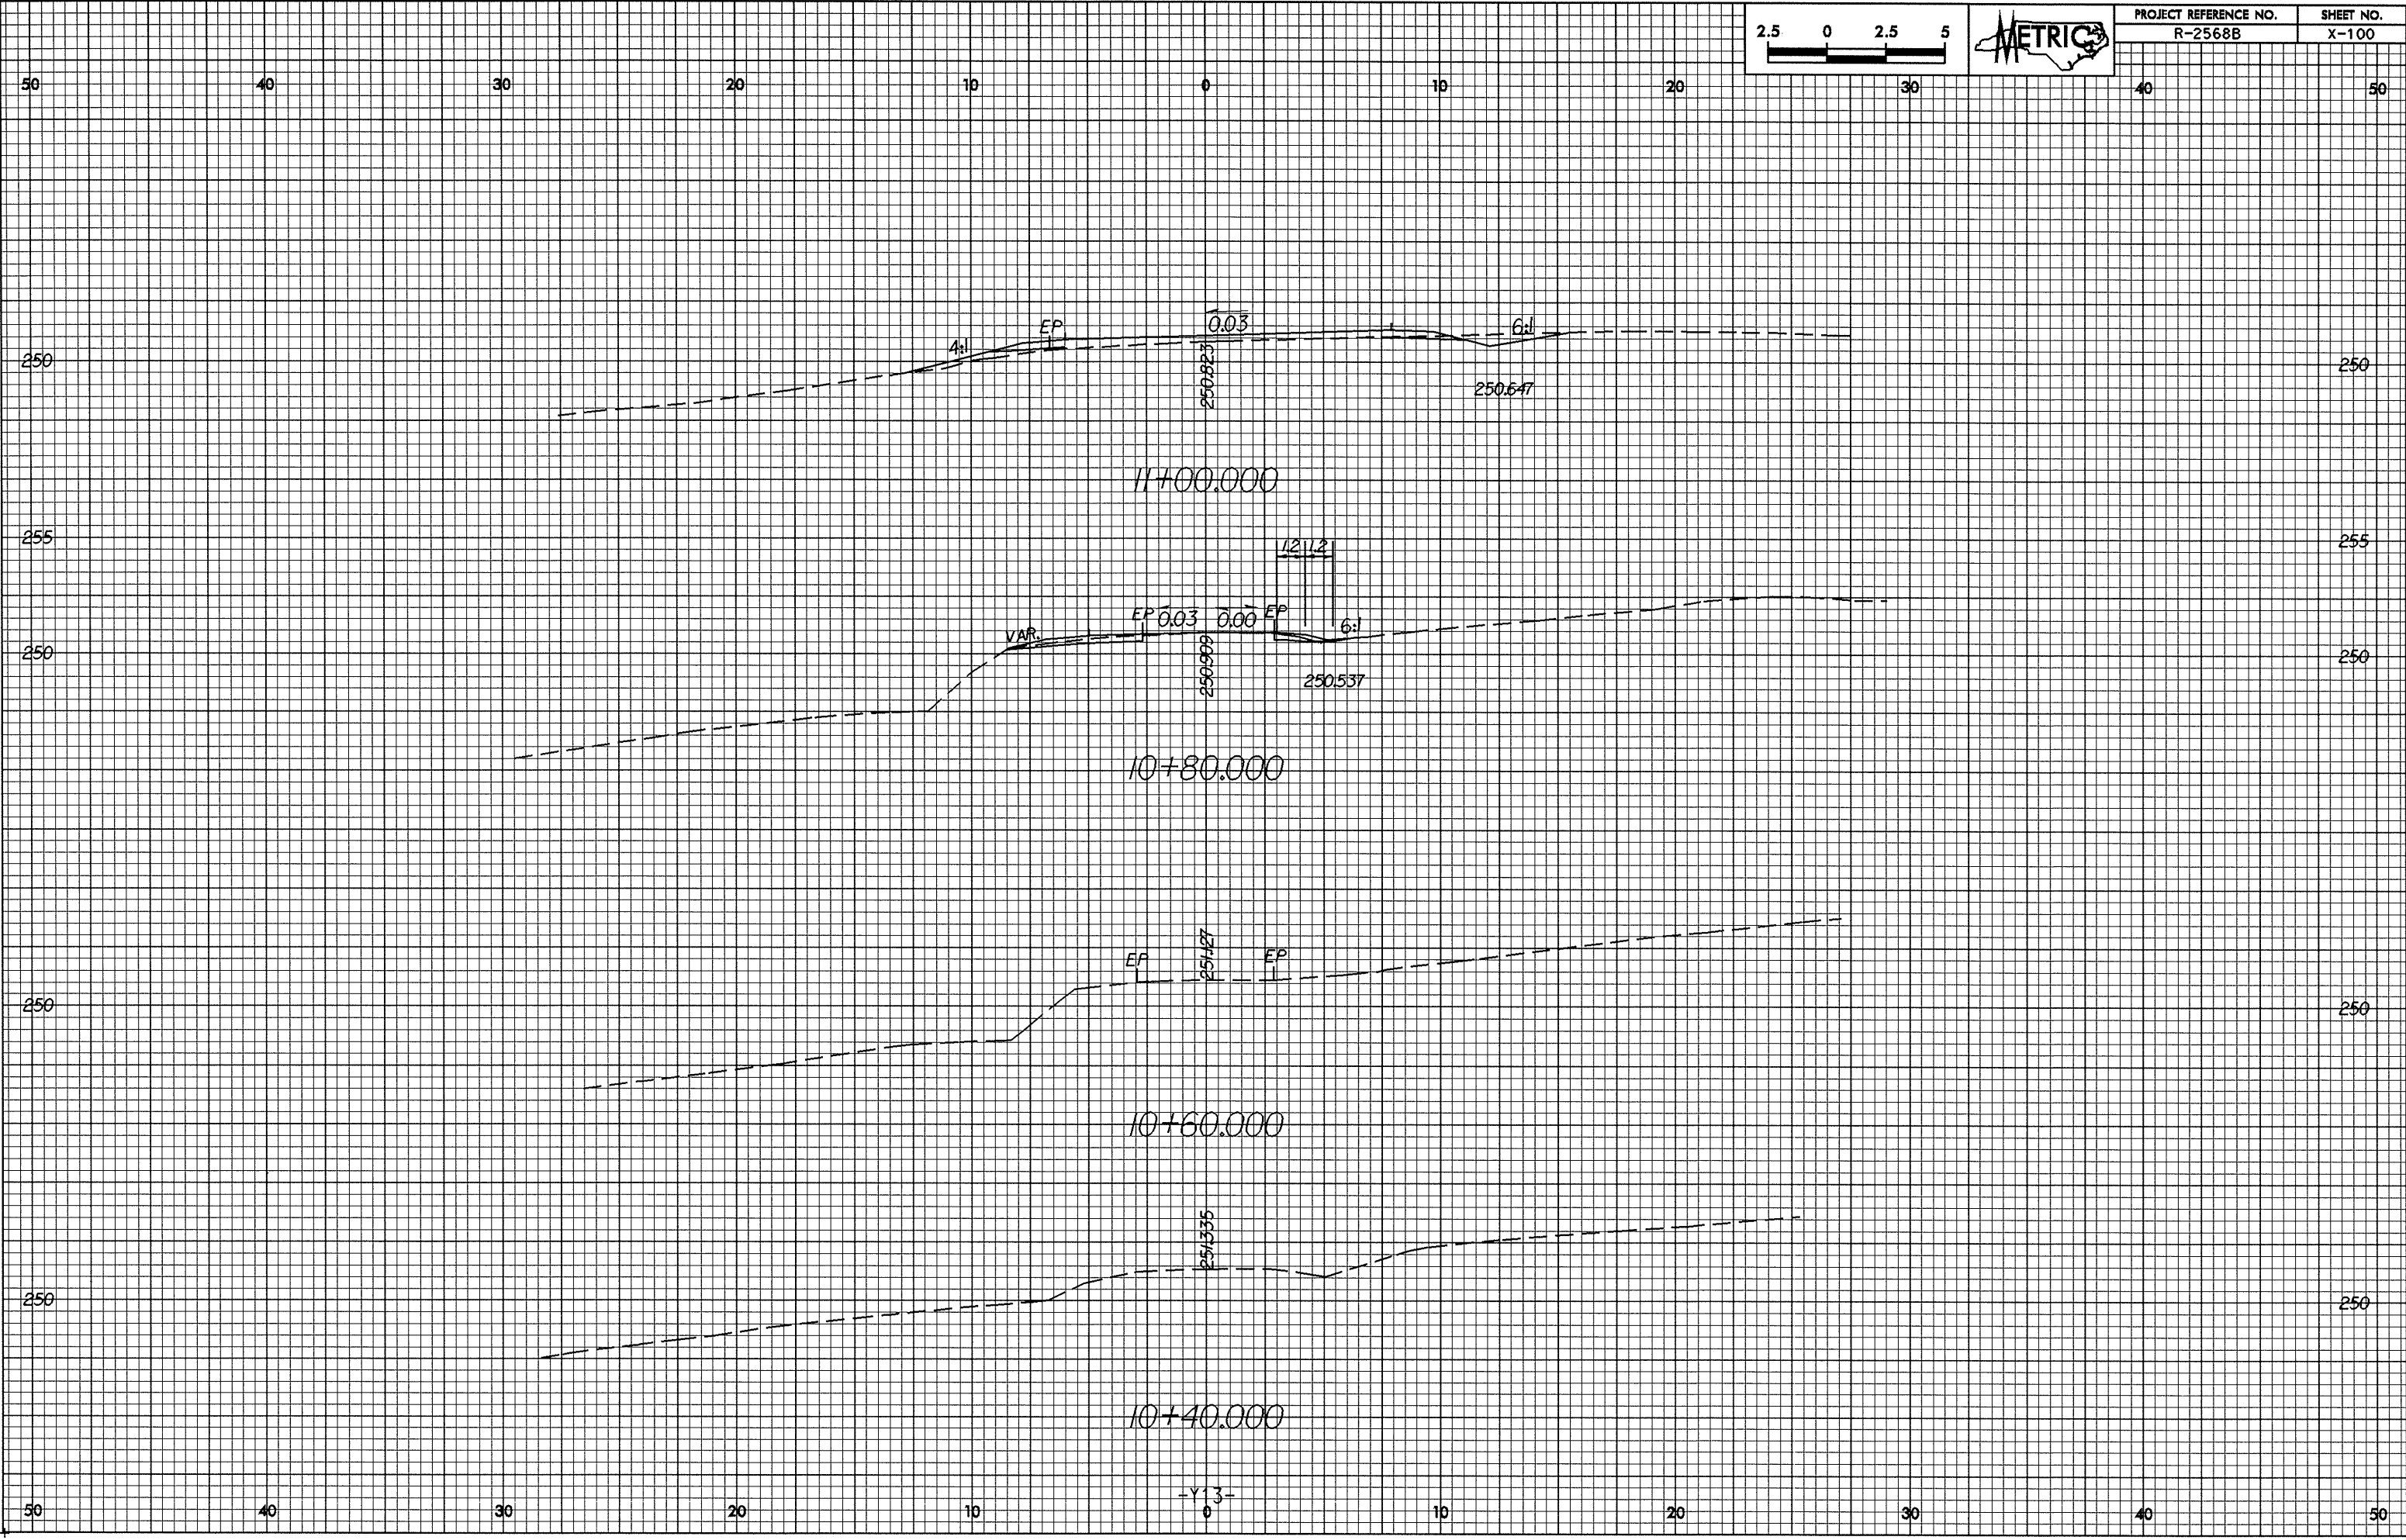 2.5 0 2.5 5
METRIC
PROJECT REFERENCE NO. SHEET NO.
R-2568B X-100
50 40 30 20 10 0 10 20 30 40 50
EP 0.03 6:1
4:1
250 250.823 250
250.647
11+00.000
255 255
1.2 1.2
EP 0.03 0.00 EP
VAR. 6:1
250 250.909 250
250.537
10+80.000
251.127
EP EP
250 250
10+60.000
251.335
250 250
10+40.000
-Y13-
50 40 30 20 10 0 10 20 30 40 50